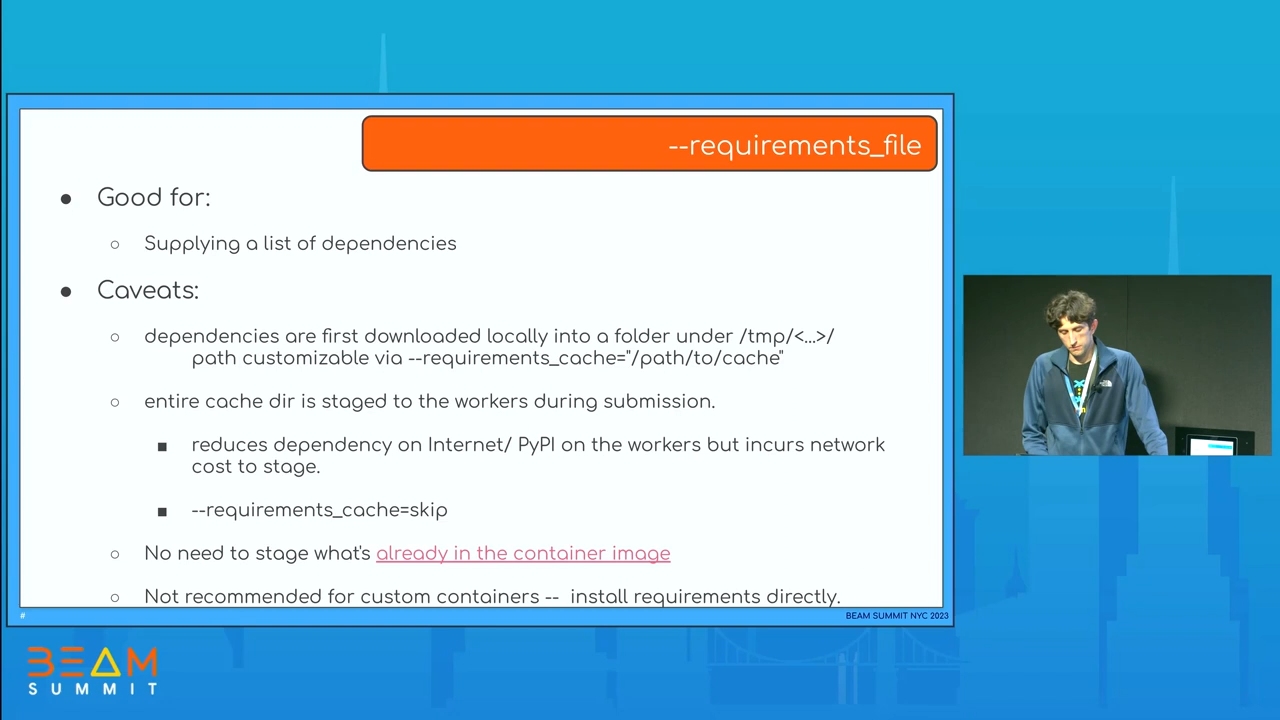 --requirements_file
● Good for:
○ Supplying a list of dependencies
● Caveats:
○ dependencies are first downloaded locally into a folder under /tmp/<...>/
path customizable via --requirements_cache="/path/to/cache"
○ entire cache dir is staged to the workers during submission.
■ reduces dependency on Internet/ PyPI on the workers but incurs network
cost to stage.
■ --requirements_cache=skip
○ No need to stage what's already in the container image
○ Not recommended for custom containers -- install requirements directly.
#
BEAM SUMMIT NYC 2023
BEAM
SUMMIT